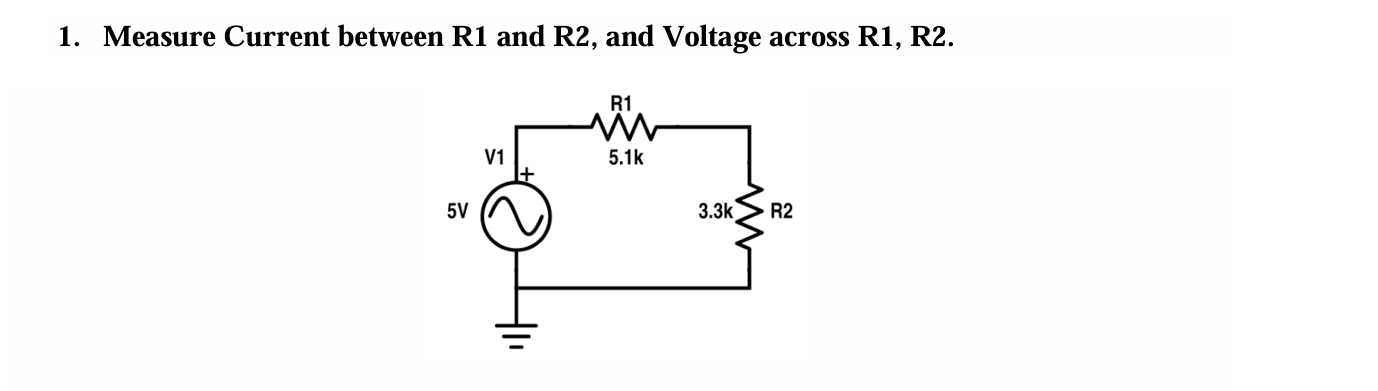 1. Measure Current between R1 and R2, and Voltage across R1, R2.
R1
V1
5.1k
+
5V
3.3k
R2